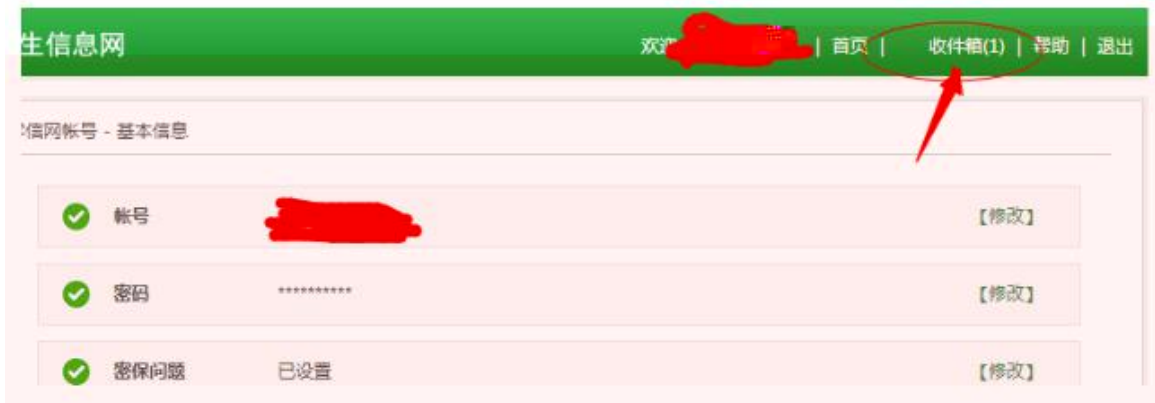 生信息网
欢迎 | 首页 | 收件箱(1) | 帮助 | 退出
信网帐号 - 基本信息
帐号 【修改】
密码 ********** 【修改】
密保问题 已设置 【修改】